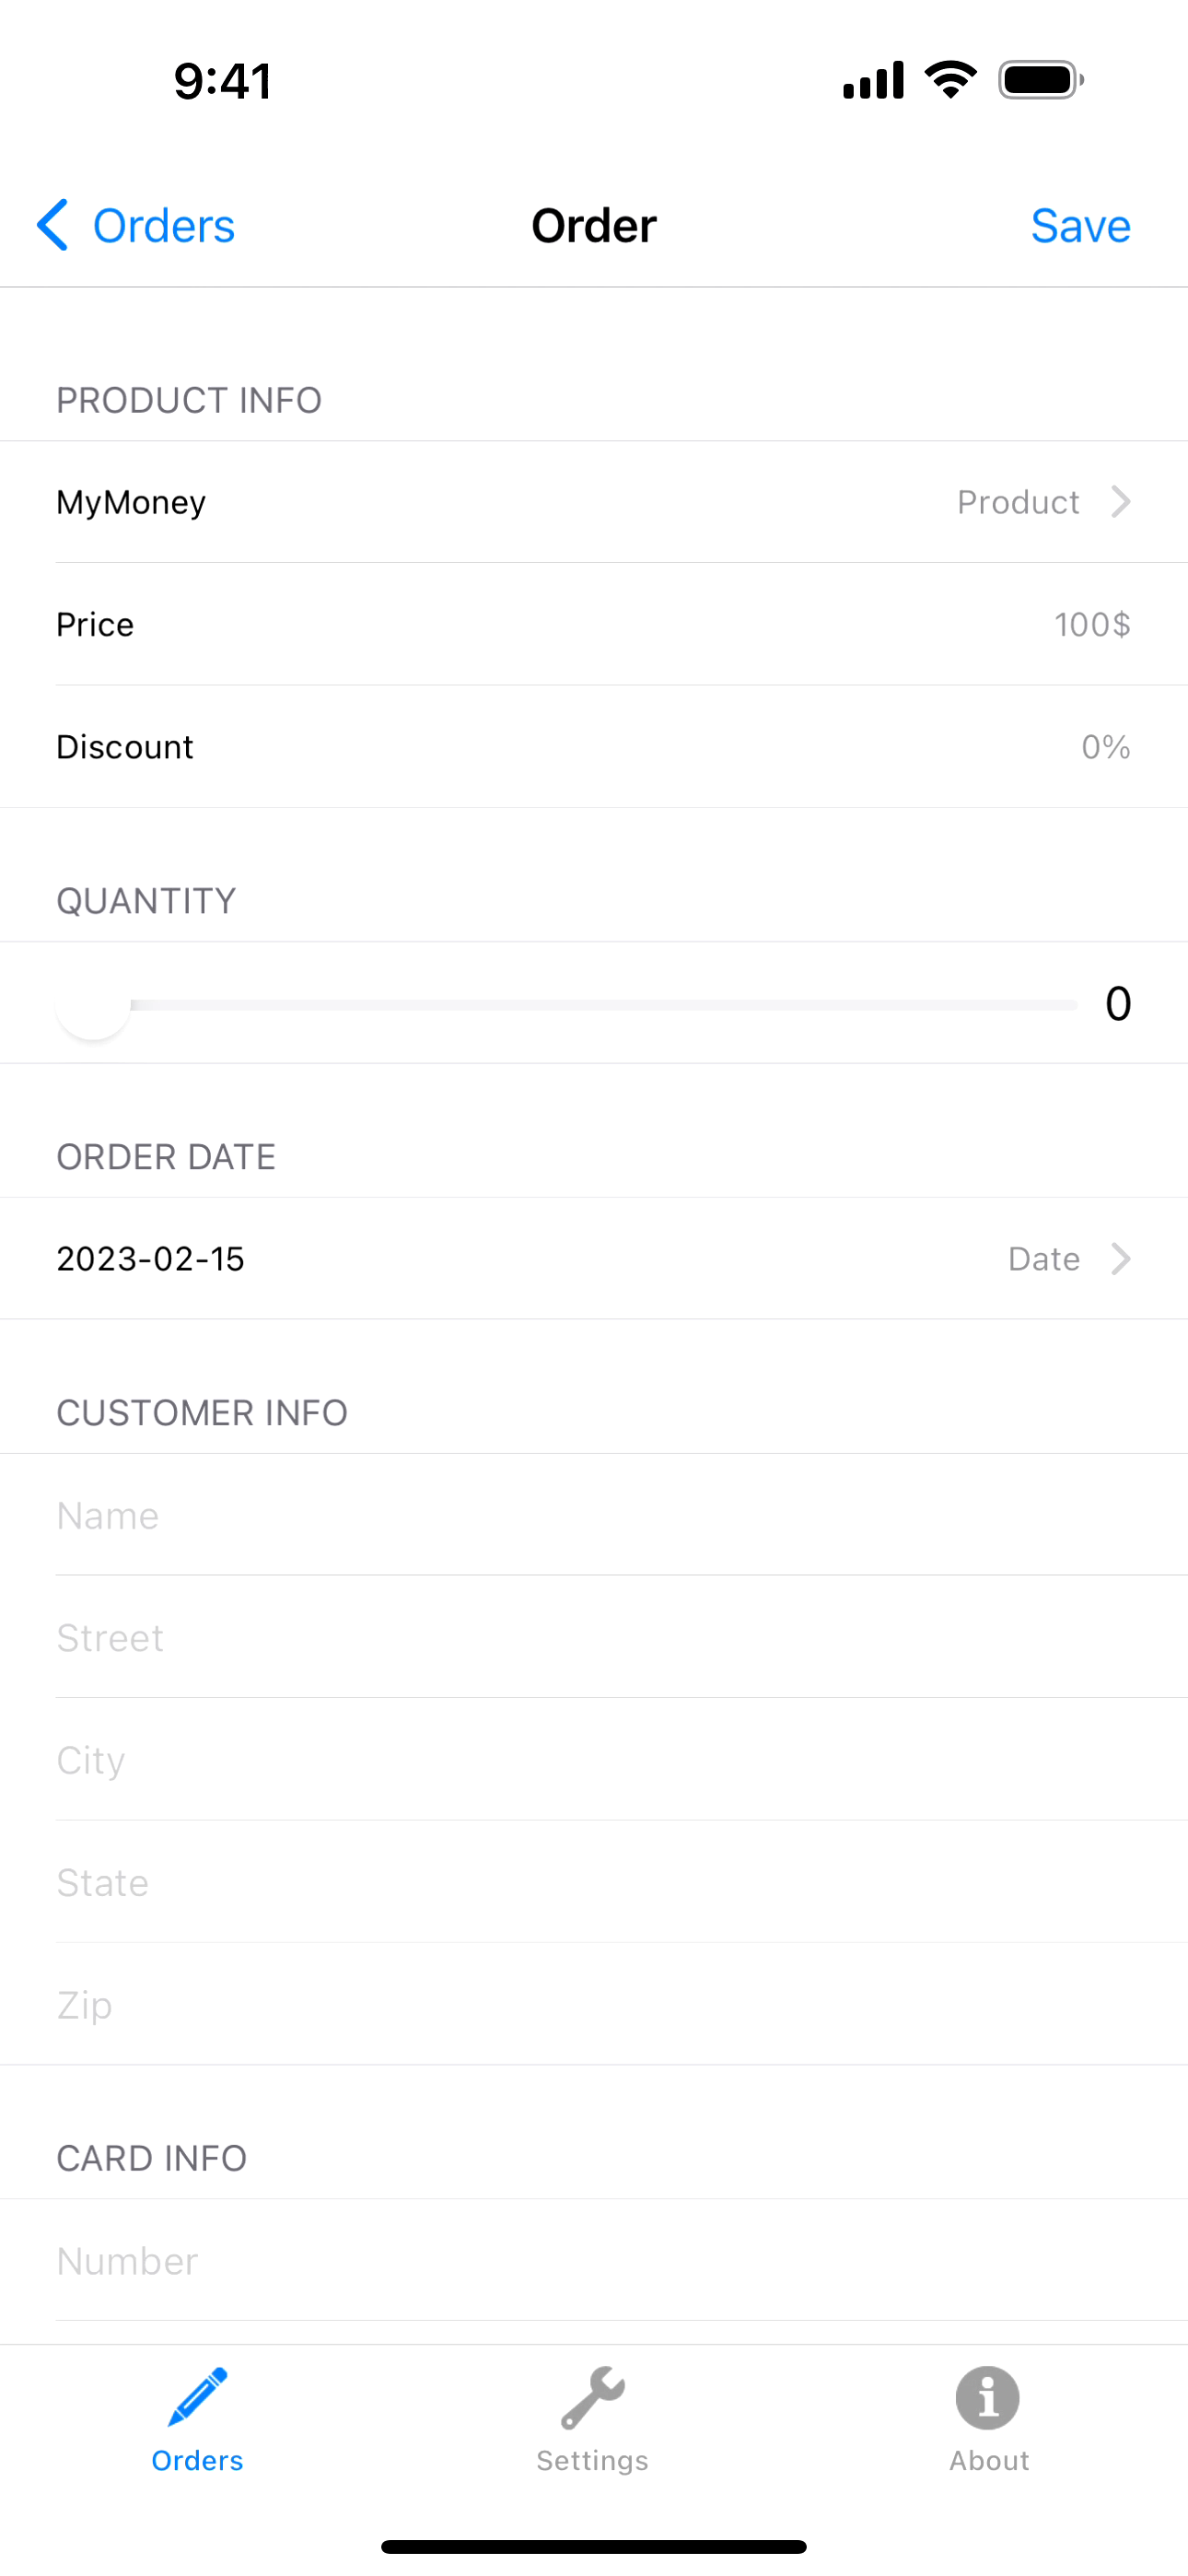 9:41
Orders Order Save
PRODUCT INFO
MyMoney Product
Price 100$
Discount 0%
QUANTITY
0
ORDER DATE
2023-02-15 Date
CUSTOMER INFO
Name
Street
City
State
Zip
CARD INFO
Number
Orders Settings About